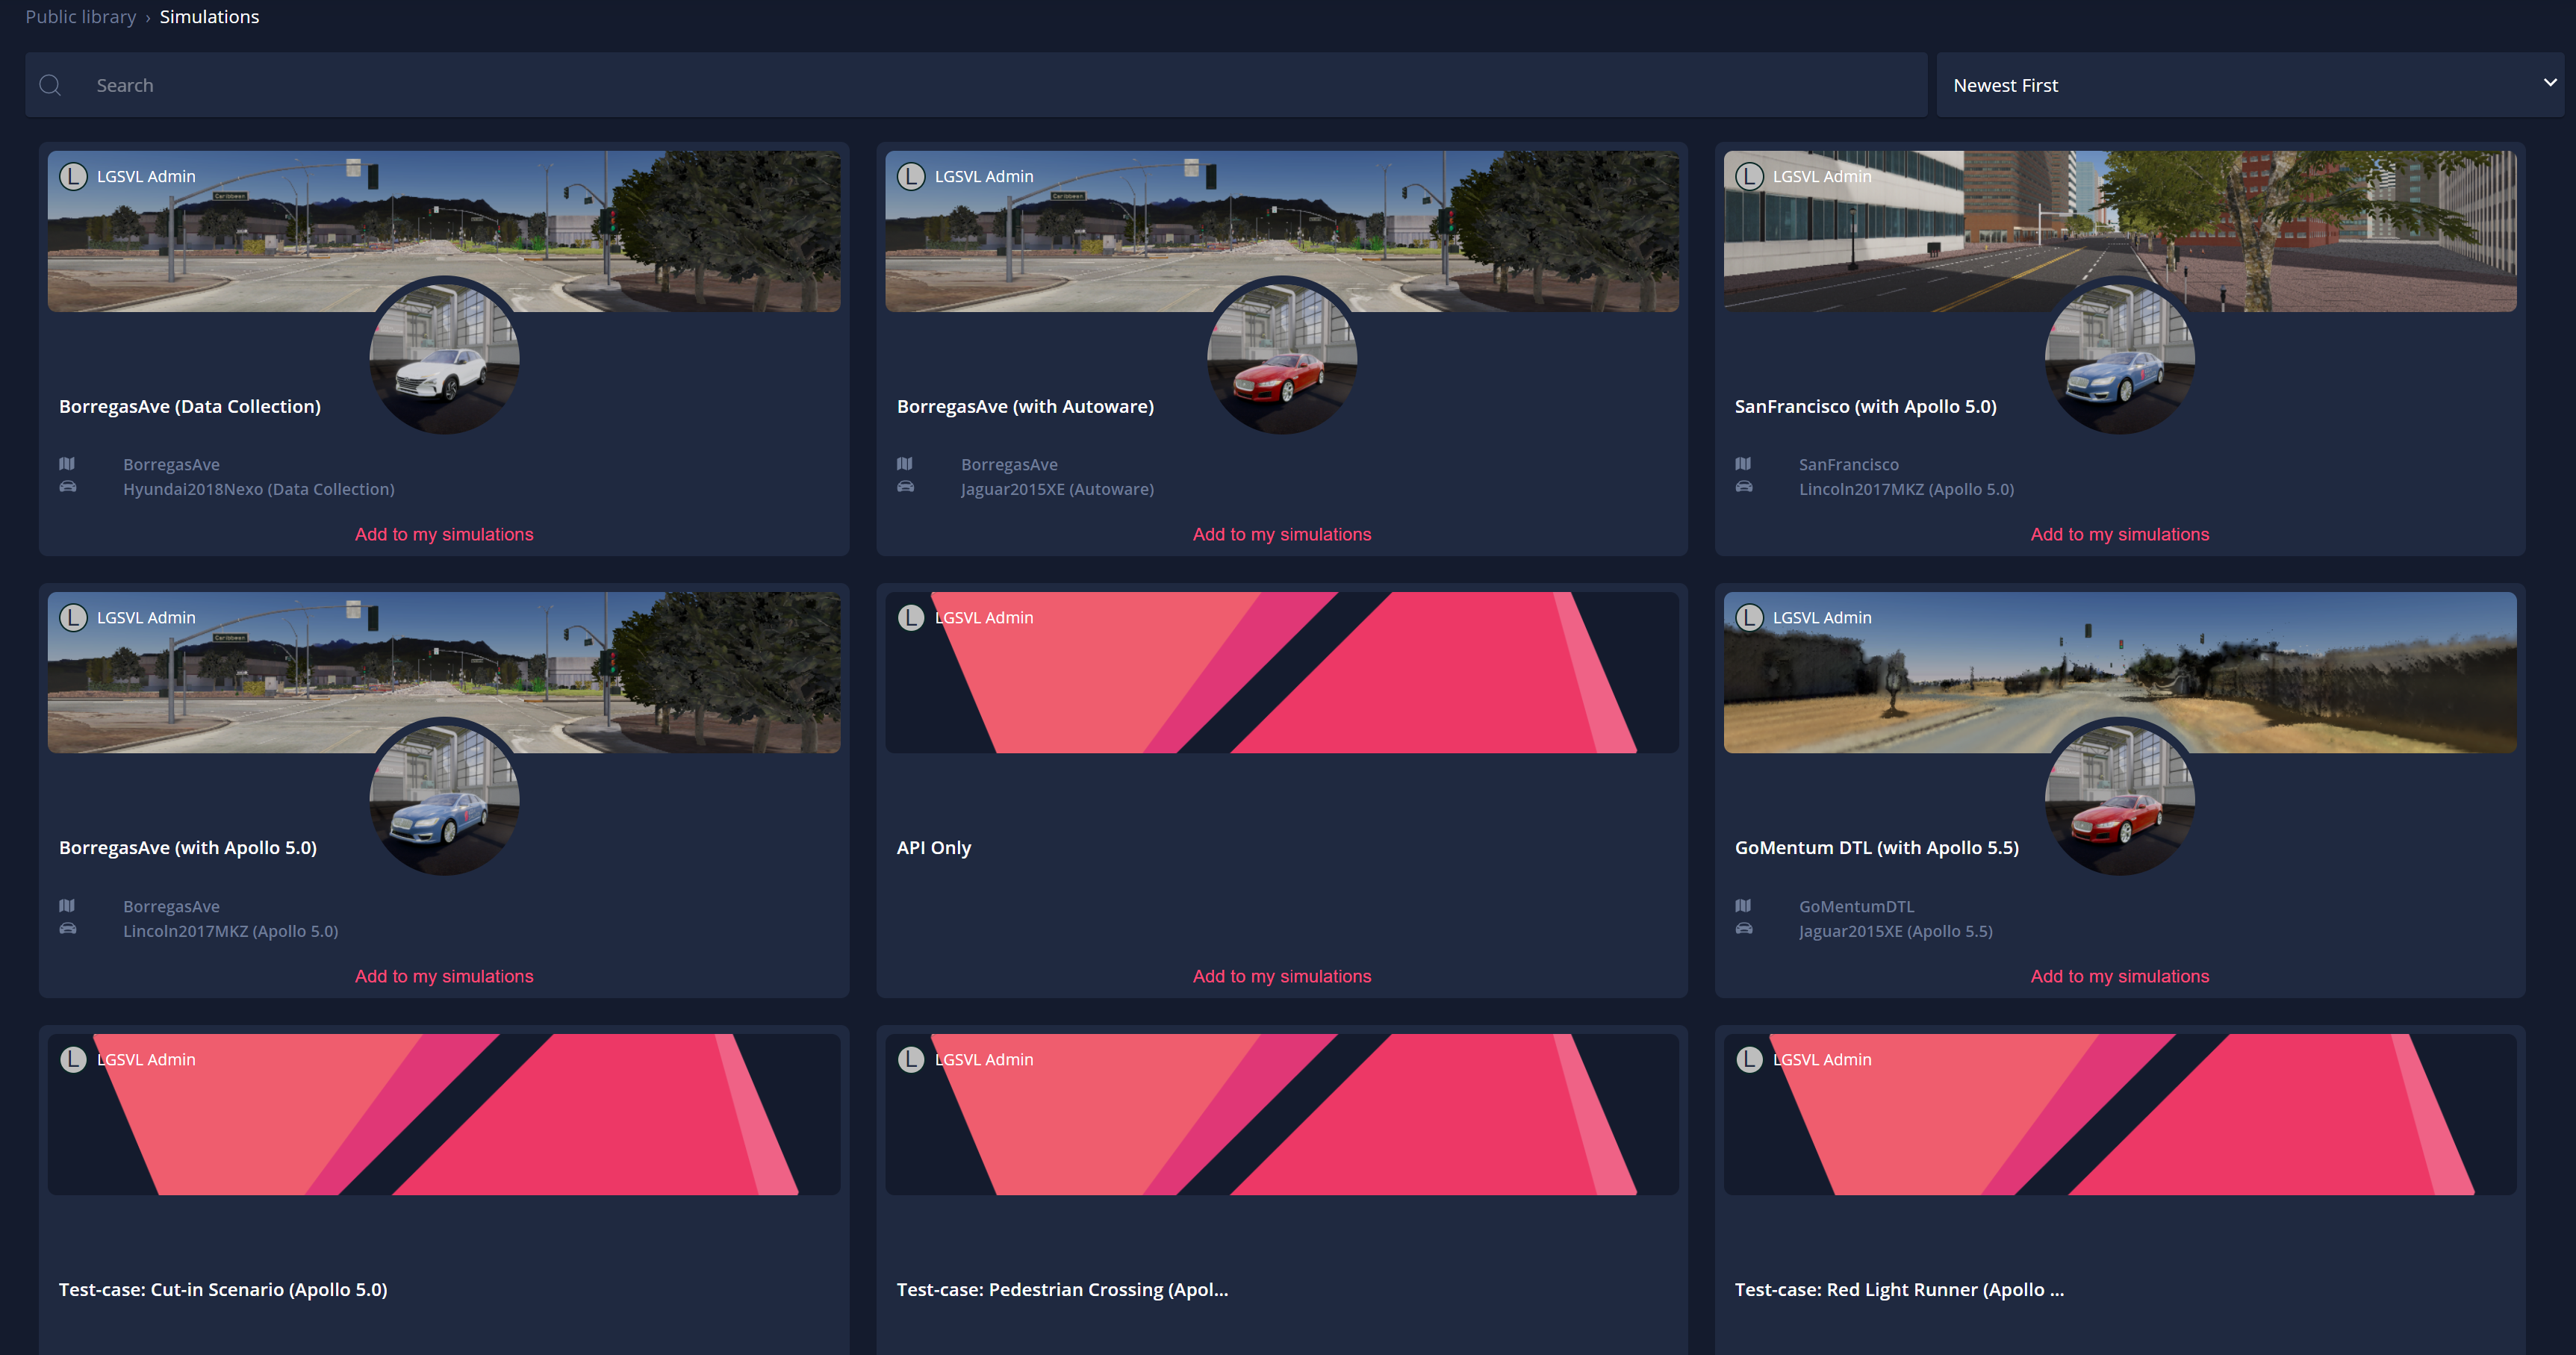 Public library › Simulations
Search
Newest First
L LGSVL Admin
Caribbean
BorregasAve (Data Collection)
BorregasAve
Hyundai2018Nexo (Data Collection)
Add to my simulations
L LGSVL Admin
Caribbean
BorregasAve (with Autoware)
BorregasAve
Jaguar2015XE (Autoware)
Add to my simulations
L LGSVL Admin
SanFrancisco (with Apollo 5.0)
SanFrancisco
Lincoln2017MKZ (Apollo 5.0)
Add to my simulations
L LGSVL Admin
Caribbean
BorregasAve (with Apollo 5.0)
BorregasAve
Lincoln2017MKZ (Apollo 5.0)
Add to my simulations
L LGSVL Admin
API Only
Add to my simulations
L LGSVL Admin
GoMentum DTL (with Apollo 5.5)
GoMentumDTL
Jaguar2015XE (Apollo 5.5)
Add to my simulations
L LGSVL Admin
Test-case: Cut-in Scenario (Apollo 5.0)
L LGSVL Admin
Test-case: Pedestrian Crossing (Apol...
L LGSVL Admin
Test-case: Red Light Runner (Apollo ...